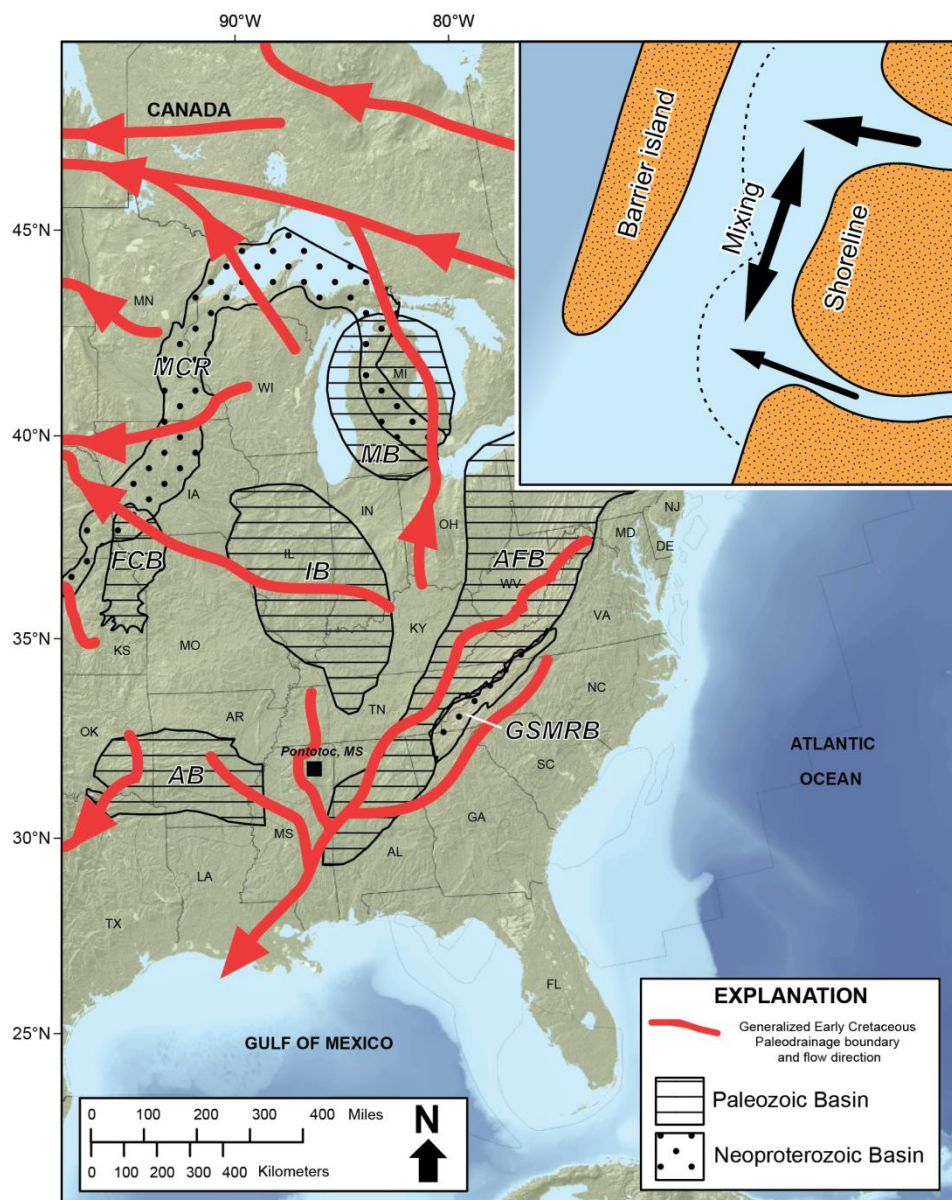 90°W
80°W
CANADA
45°N
40°N
35°N
30°N
25°N
MN
MCR
WI
MI
MB
IA
IN
OH
FCB
IL
IB
AFB
WV
MD
NJ
DE
VA
KS
MO
KY
NC
TN
GSMRB
OK
AR
Pontotoc, MS
AB
SC
MS
GA
AL
LA
TX
FL
ATLANTIC
OCEAN
GULF OF MEXICO
Barrier island
Mixing
Shoreline
EXPLANATION
Generalized Early Cretaceous
Paleodrainage boundary
and flow direction
Paleozoic Basin
Neoproterozoic Basin
0 100 200 300 400 Miles
0 100 200 300 400 Kilometers
N